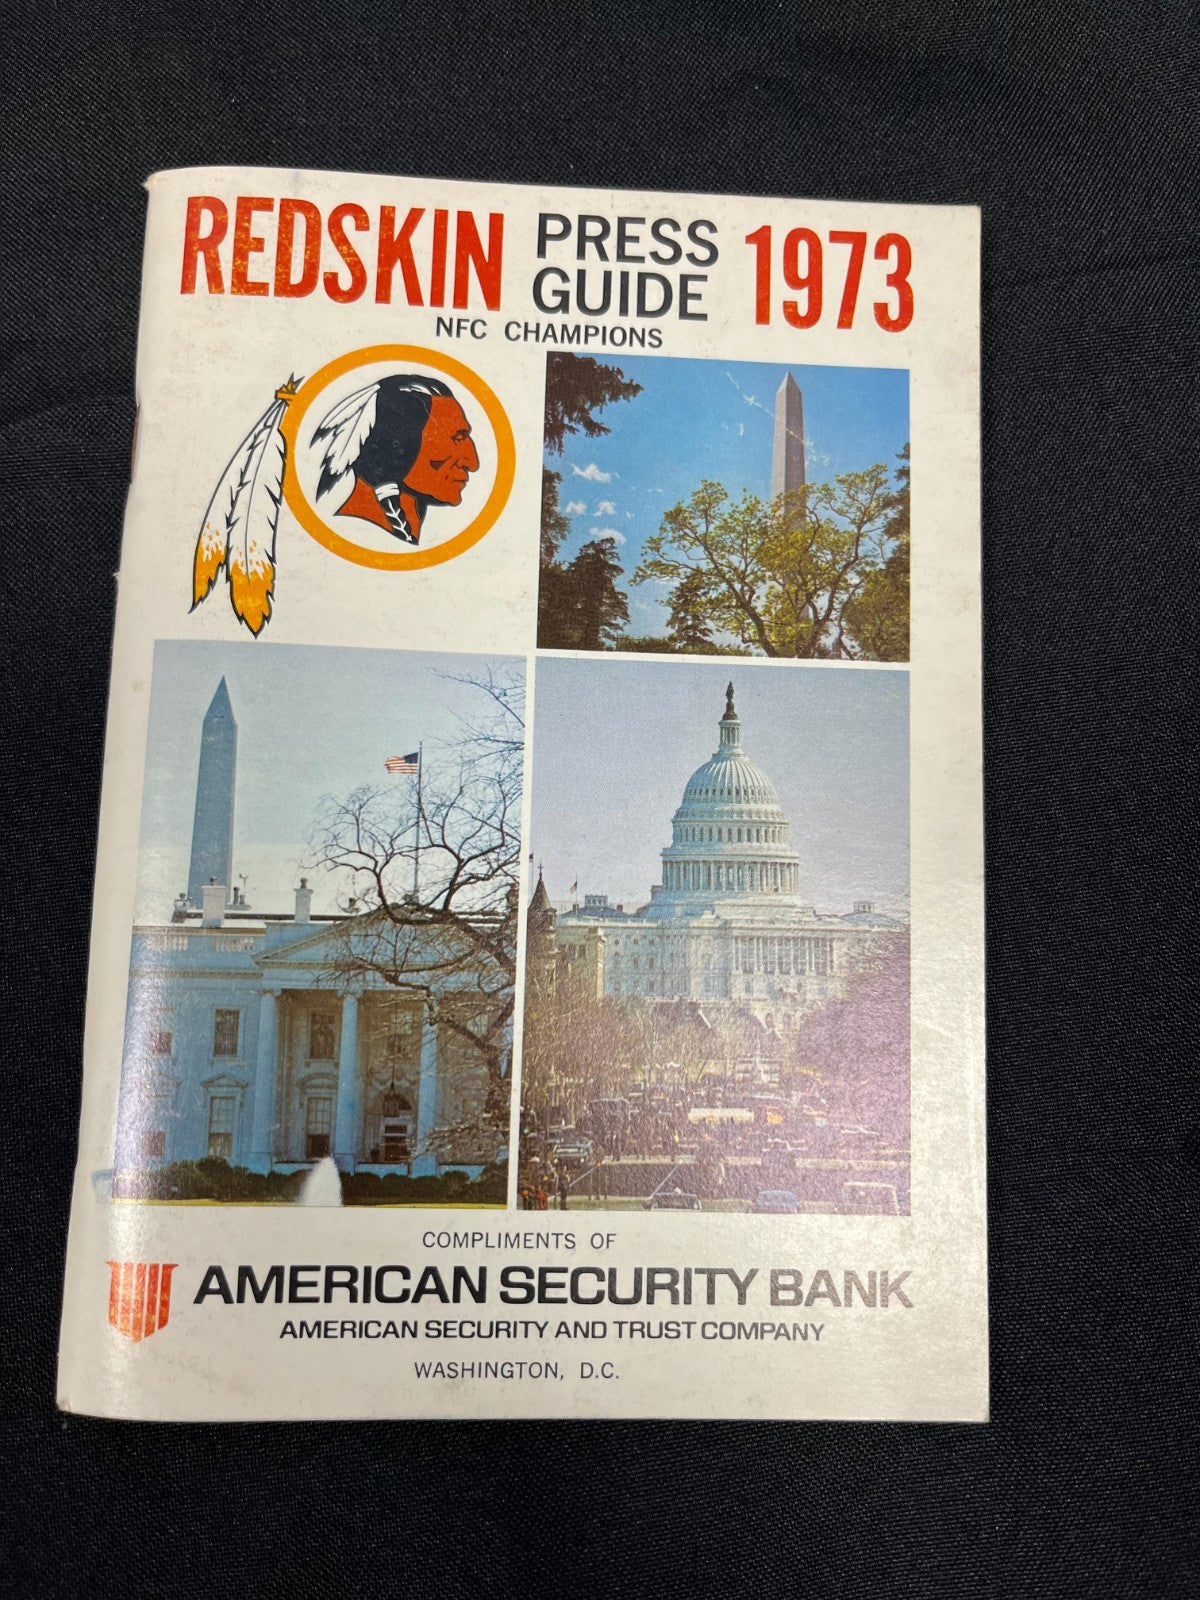 REDSKIN PRESS GUIDE 1973
NFC CHAMPIONS
COMPLIMENTS OF
AMERICAN SECURITY BANK
AMERICAN SECURITY AND TRUST COMPANY
WASHINGTON, D.C.